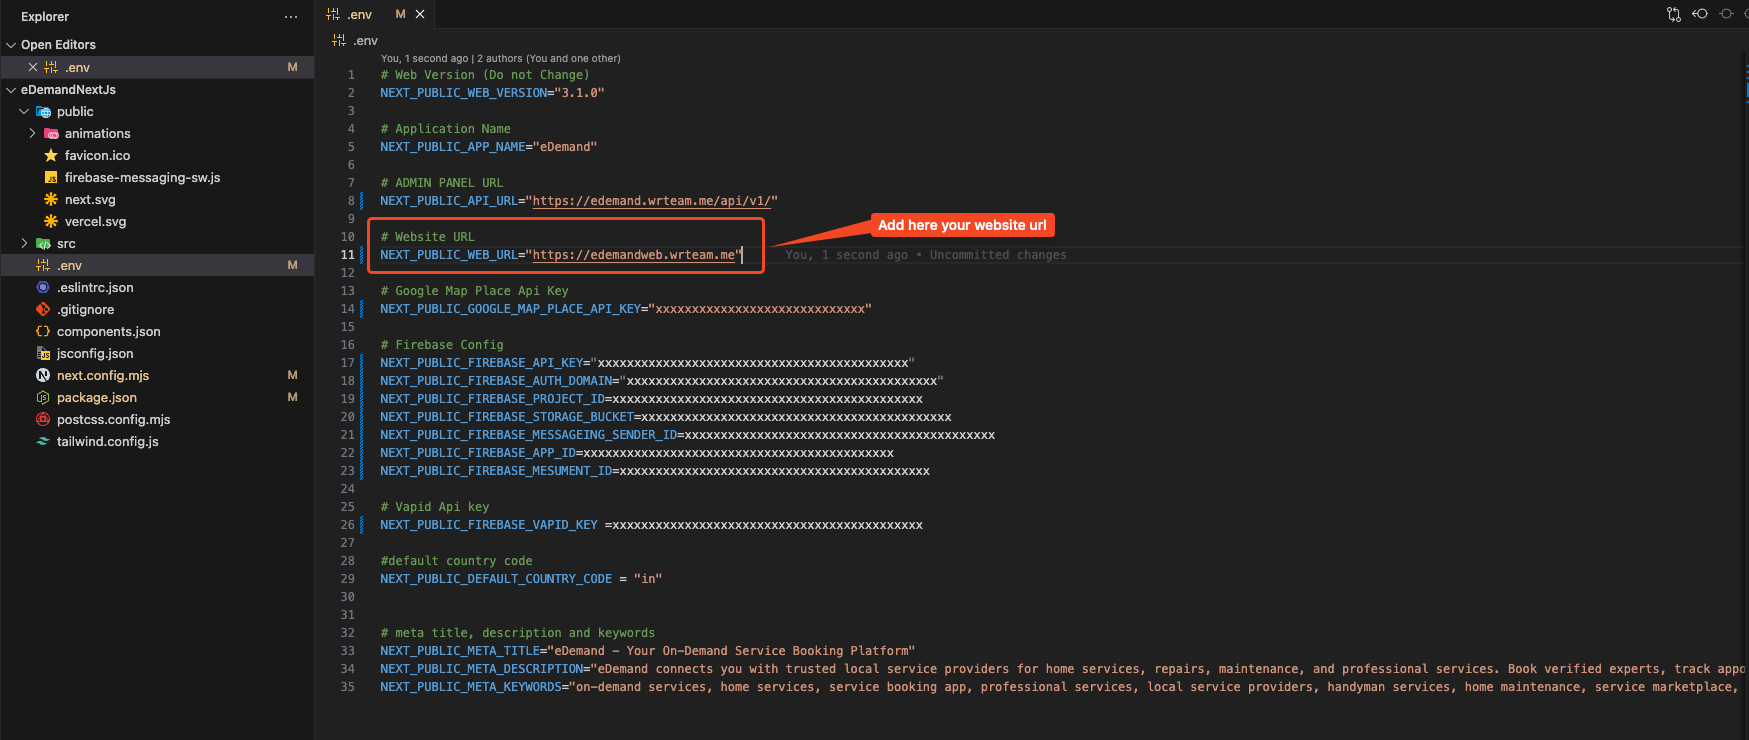 Explorer
...
Open Editors
.env M
eDemandNextJs
public
animations
favicon.ico
firebase-messaging-sw.js
next.svg
vercel.svg
src
.env M
.eslintrc.json
.gitignore
components.json
jsconfig.json
next.config.mjs M
package.json M
postcss.config.mjs
tailwind.config.js
.env M
.env
You, 1 second ago | 2 authors (You and one other)
1 # Web Version (Do not Change)
2 NEXT_PUBLIC_WEB_VERSION="3.1.0"
3
4 # Application Name
5 NEXT_PUBLIC_APP_NAME="eDemand"
6
7 # ADMIN PANEL URL
8 NEXT_PUBLIC_API_URL="https://edemand.wrteam.me/api/v1/"
9
Add here your website url
10 # Website URL
11 NEXT_PUBLIC_WEB_URL="https://edemandweb.wrteam.me" You, 1 second ago • Uncommitted changes
12
13 # Google Map Place Api Key
14 NEXT_PUBLIC_GOOGLE_MAP_PLACE_API_KEY="xxxxxxxxxxxxxxxxxxxxxxxxxxxxx"
15
16 # Firebase Config
17 NEXT_PUBLIC_FIREBASE_API_KEY="xxxxxxxxxxxxxxxxxxxxxxxxxxxxxxxxxxxxxxxxxxx"
18 NEXT_PUBLIC_FIREBASE_AUTH_DOMAIN="xxxxxxxxxxxxxxxxxxxxxxxxxxxxxxxxxxxxxxxxxxx"
19 NEXT_PUBLIC_FIREBASE_PROJECT_ID=xxxxxxxxxxxxxxxxxxxxxxxxxxxxxxxxxxxxxxxxxxx
20 NEXT_PUBLIC_FIREBASE_STORAGE_BUCKET=xxxxxxxxxxxxxxxxxxxxxxxxxxxxxxxxxxxxxxxxxxx
21 NEXT_PUBLIC_FIREBASE_MESSAGEING_SENDER_ID=xxxxxxxxxxxxxxxxxxxxxxxxxxxxxxxxxxxxxxxxxxx
22 NEXT_PUBLIC_FIREBASE_APP_ID=xxxxxxxxxxxxxxxxxxxxxxxxxxxxxxxxxxxxxxxxxxx
23 NEXT_PUBLIC_FIREBASE_MESUMENT_ID=xxxxxxxxxxxxxxxxxxxxxxxxxxxxxxxxxxxxxxxxxxx
24
25 # Vapid Api key
26 NEXT_PUBLIC_FIREBASE_VAPID_KEY =xxxxxxxxxxxxxxxxxxxxxxxxxxxxxxxxxxxxxxxxxxx
27
28 #default country code
29 NEXT_PUBLIC_DEFAULT_COUNTRY_CODE = "in"
30
31
32 # meta title, description and keywords
33 NEXT_PUBLIC_META_TITLE="eDemand - Your On-Demand Service Booking Platform"
34 NEXT_PUBLIC_META_DESCRIPTION="eDemand connects you with trusted local service providers for home services, repairs, maintenance, and professional services. Book verified experts, track appo
35 NEXT_PUBLIC_META_KEYWORDS="on-demand services, home services, service booking app, professional services, local service providers, handyman services, home maintenance, service marketplace,